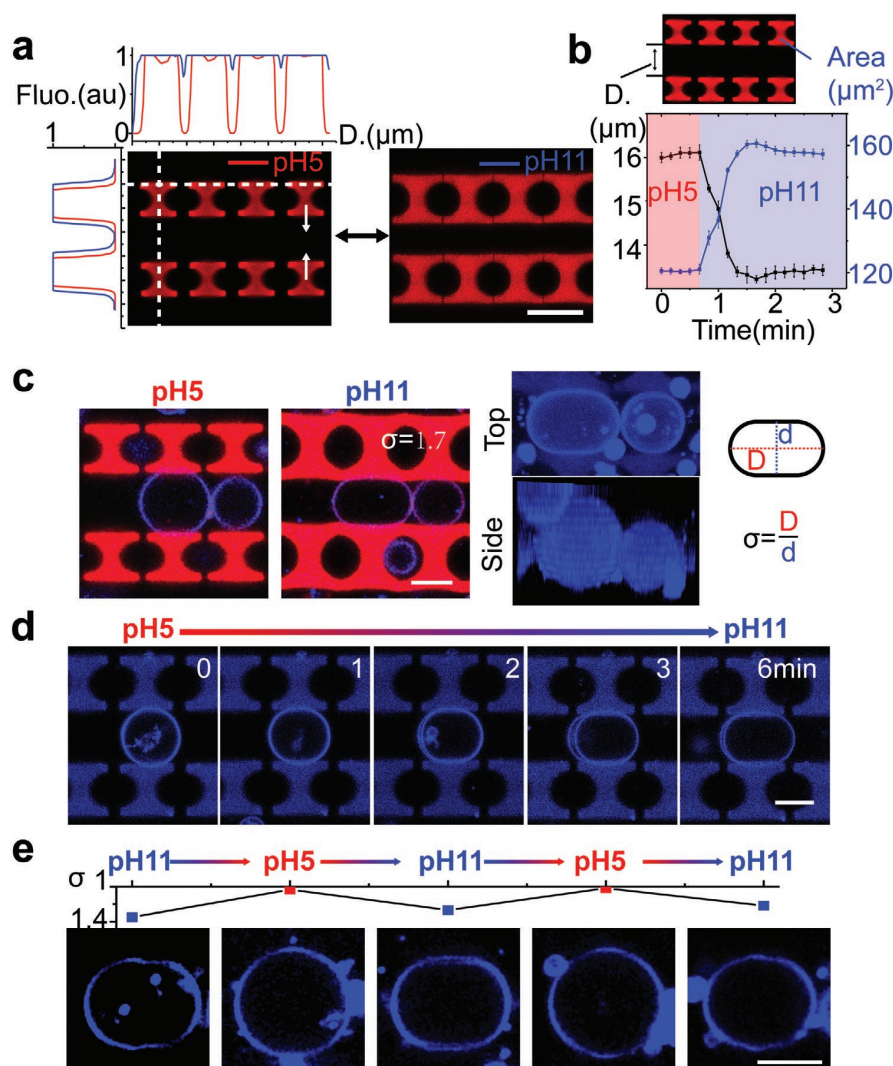 a
1
Fluo.(au)
0
D.(μm)
1
pH5
pH11
b
D.
(μm)
Area
(μm²)
16
15
14
160
140
120
pH5
pH11
0
1
2
3
Time(min)
c
pH5
pH11
σ=1.7
Top
Side
D
d
σ=D/d
d
pH5
pH11
0
1
2
3
6min
e
pH11
pH5
pH11
pH5
pH11
σ
1
1.4